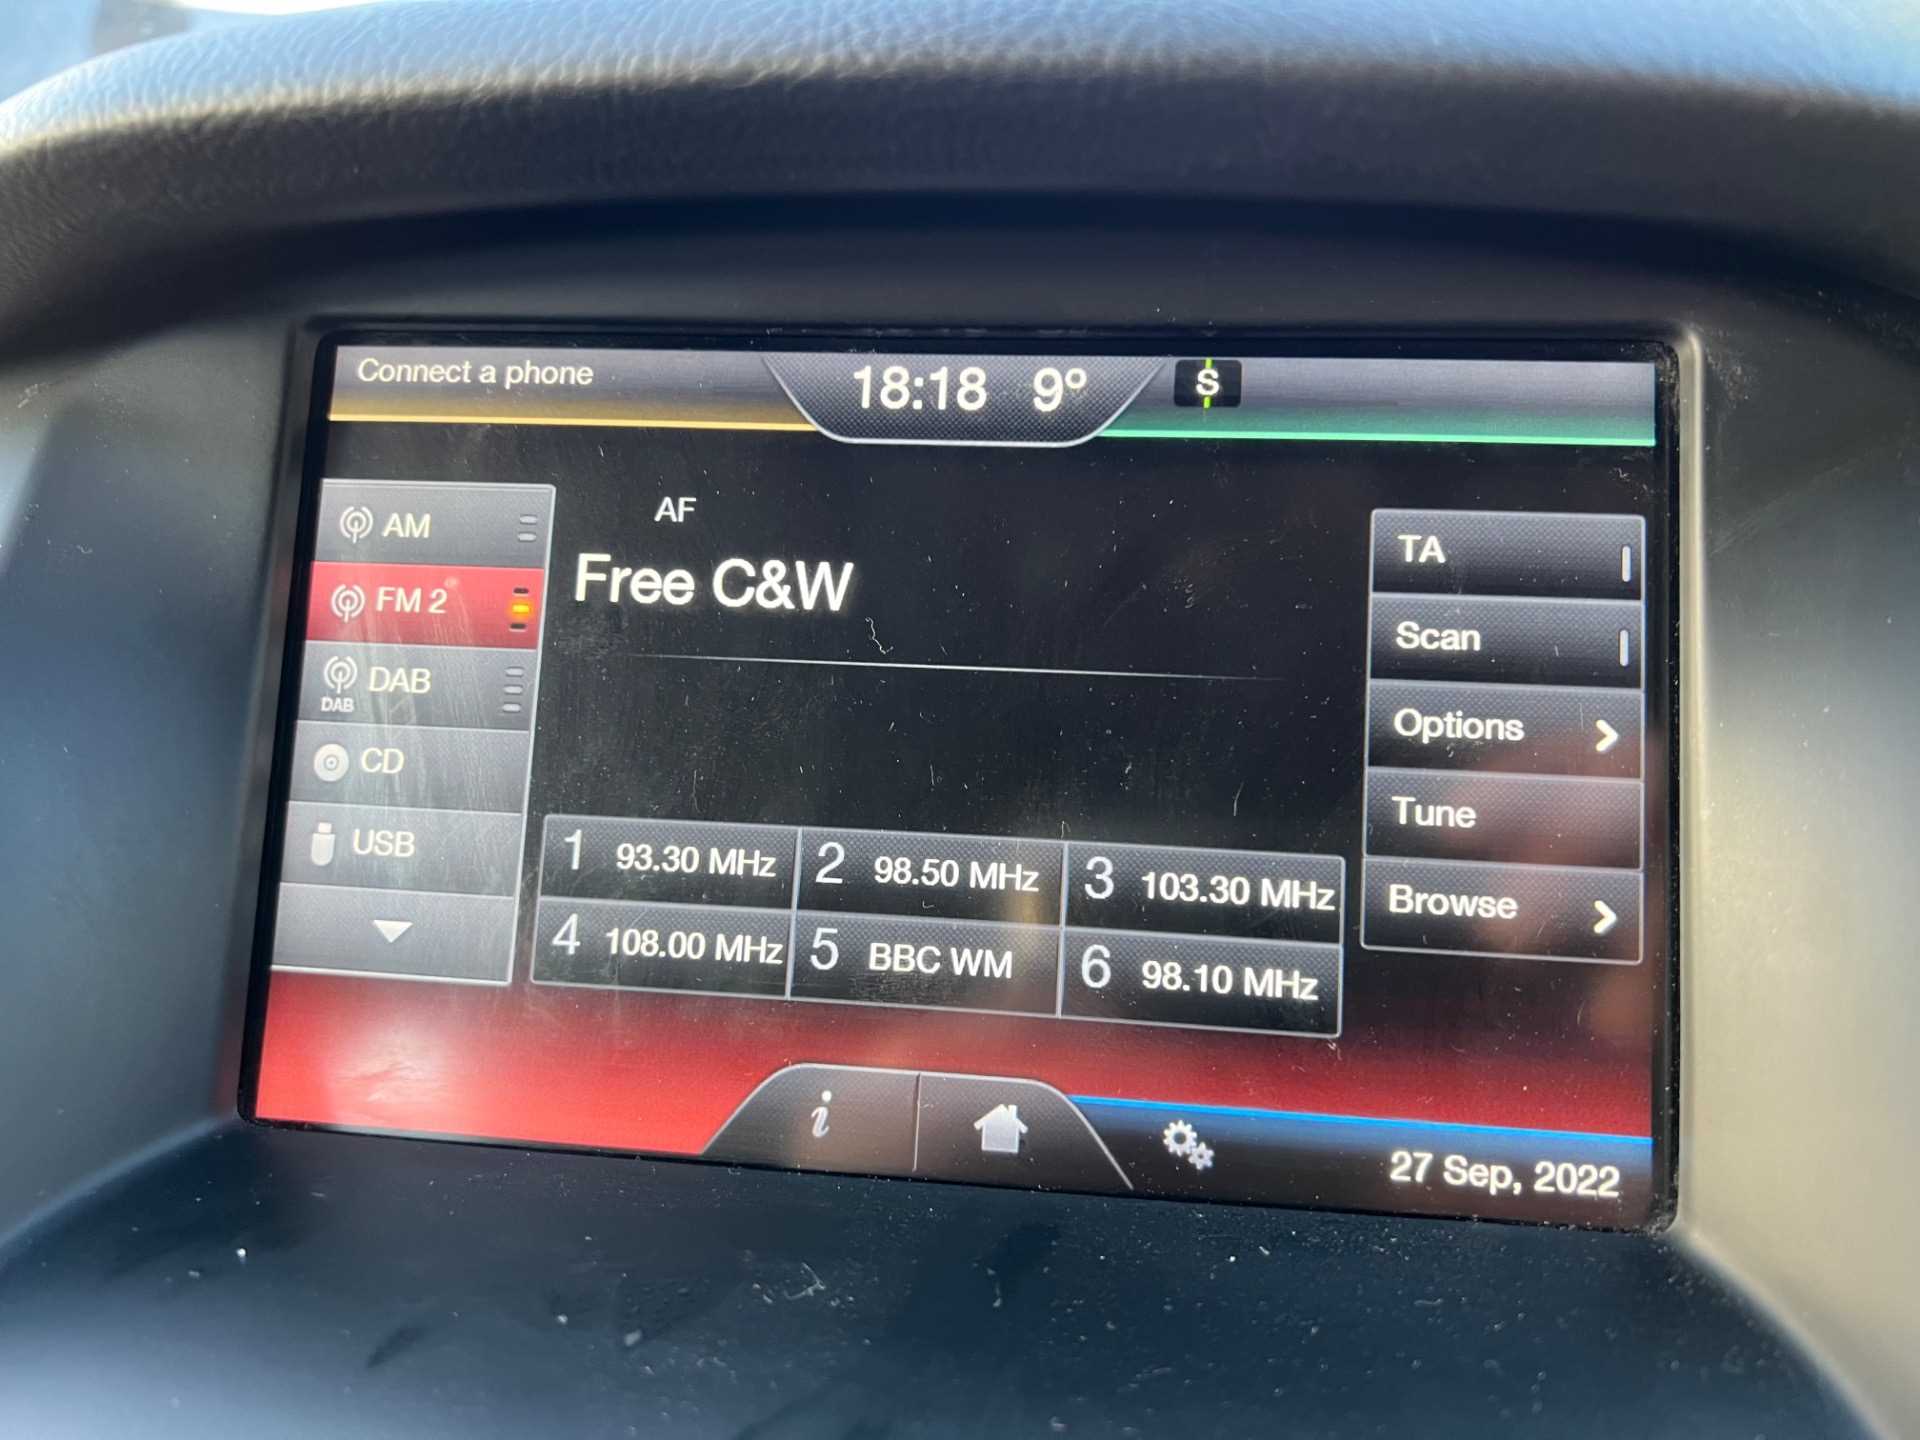 Connect a phone
18:18 9°
S
AM
FM 2
DAB
DAB
CD
USB
AF
Free C&W
1 93.30 MHz
2 98.50 MHz
3 103.30 MHz
4 108.00 MHz
5 BBC WM
6 98.10 MHz
TA
Scan
Options
Tune
Browse
i
27 Sep, 2022